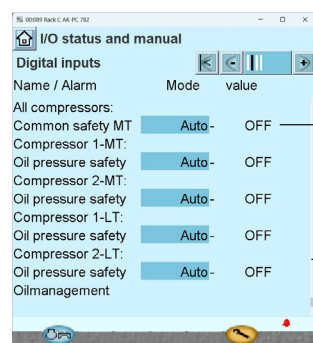 00:089 Rack C AK-PC 782
I/O status and manual
Digital inputs
Name / Alarm Mode value
All compressors:
Common safety MT Auto - OFF
Compressor 1-MT:
Oil pressure safety Auto - OFF
Compressor 2-MT:
Oil pressure safety Auto - OFF
Compressor 1-LT:
Oil pressure safety Auto - OFF
Compressor 2-LT:
Oil pressure safety Auto - OFF
Oilmanagement